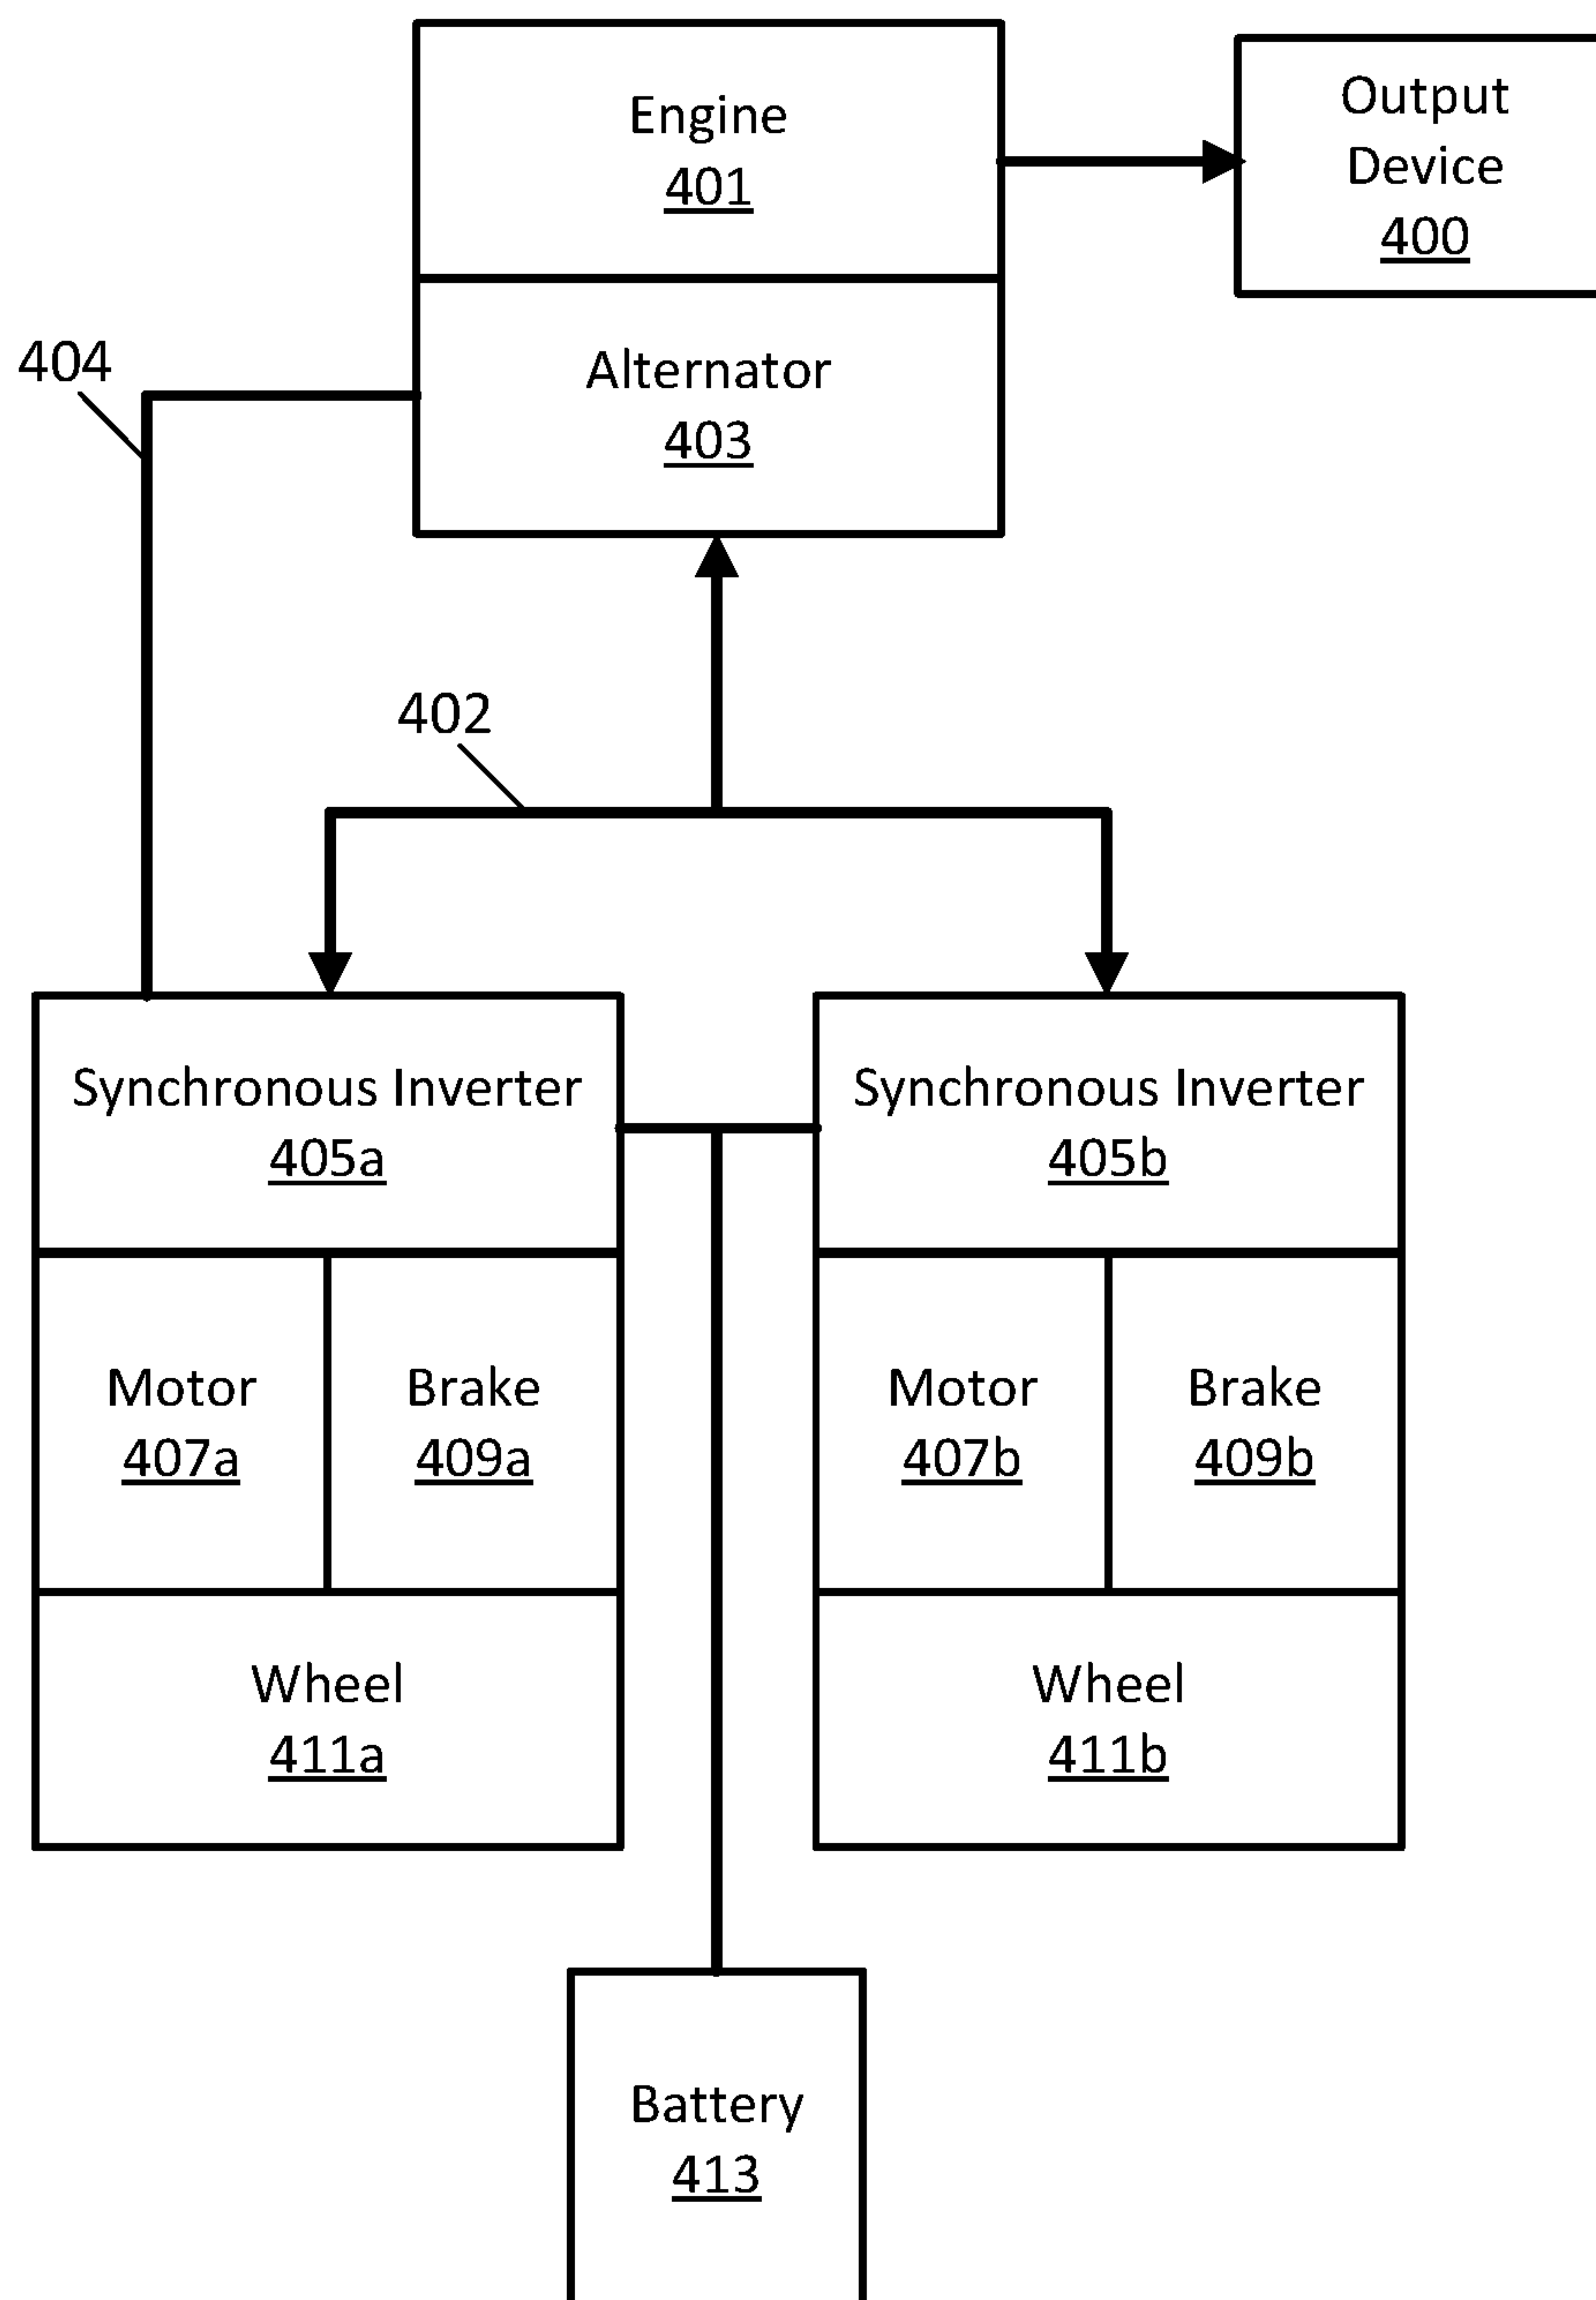 Engine
401
Output
Device
400
Alternator
403
404
402
Synchronous Inverter
405a
Synchronous Inverter
405b
Motor
407a
Brake
409a
Motor
407b
Brake
409b
Wheel
411a
Wheel
411b
Battery
413